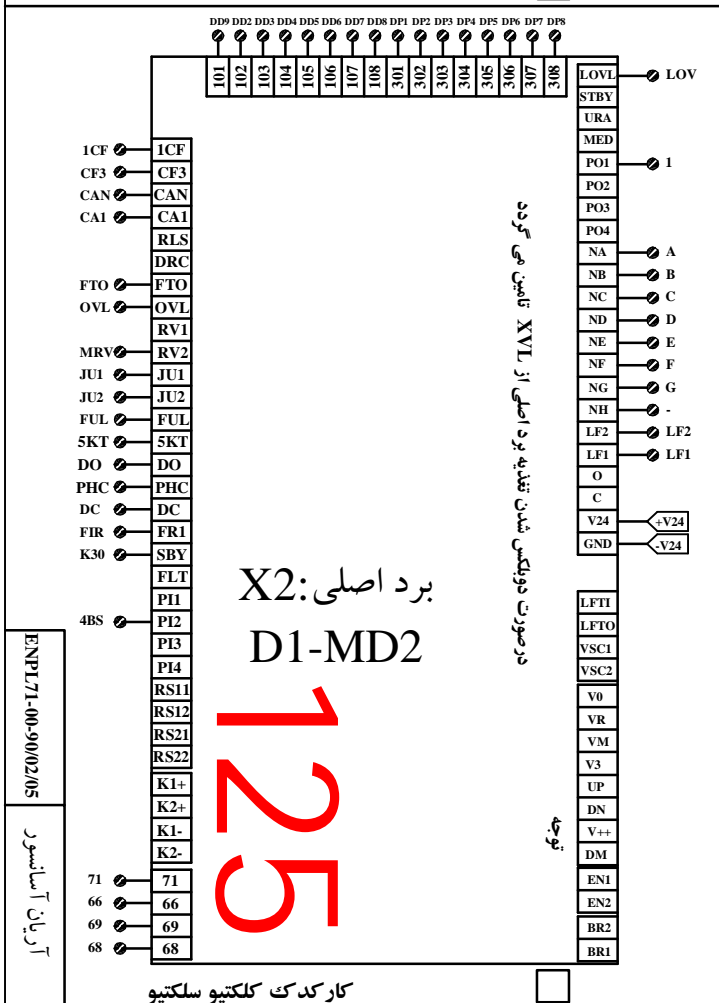 DD9 DD2 DD3 DD4 DD5 DD6 DD7 DD8 DP1 DP2 DP3 DP4 DP5 DP6 DP7 DP8
101 102 103 104 105 106 107 108 301 302 303 304 305 306 307 308
1CF 1CF
CF3 CF3
CAN CAN
CA1 CA1
RLS
DRC
FTO FTO
OVL OVL
RV1
MRV RV2
JU1 JU1
JU2 JU2
FUL FUL
5KT 5KT
DO DO
PHC PHC
DC DC
FIR FR1
K30 SBY
FLT
PI1
4BS PI2
PI3
PI4
RS11
RS12
RS21
RS22
K1+
K2+
K1-
K2-
71 71
66 66
69 69
68 68
LOVL LOV
STBY
URA
MED
PO1 1
PO2
PO3
PO4
NA A
NB B
NC C
ND D
NE E
NF F
NG G
NH -
LF2 LF2
LF1 LF1
O
C
V24 +V24
GND -V24
LFTI
LFTO
VSC1
VSC2
V0
VR
VM
V3
UP
DN
V++
DM
EN1
EN2
BR2
BR1
درصورت دوبلکس شدن تغذیه برد اصلی از XVL تامین می گردد
توجه
برد اصلی:X2
D1-MD2
125
ENPL71-00-90/02/05
آریان آسانسور
کارکدک کلکتیو سلکتیو